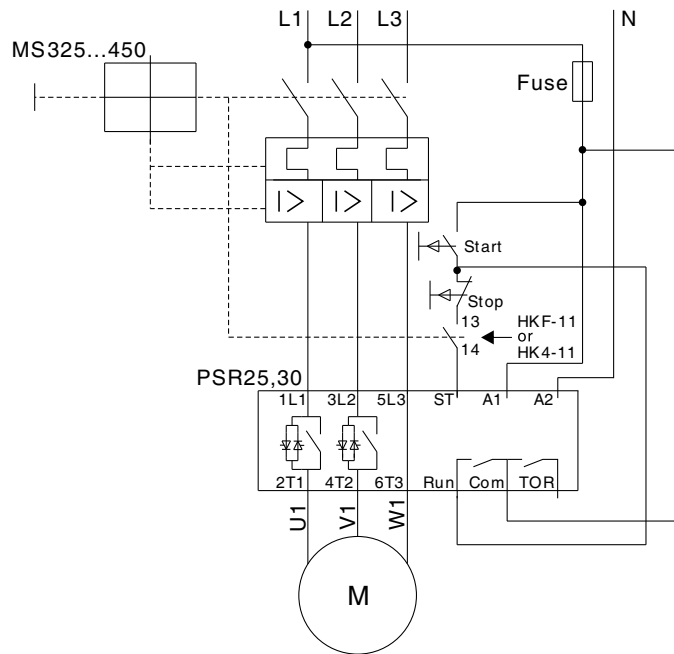 L1 L2 L3 N
MS325...450
Fuse
I> I> I>
Start
Stop
13 HKF-11
or
14 HK4-11
PSR25,30
1L1 3L2 5L3 ST A1 A2
2T1 4T2 6T3 Run Com TOR
U1 V1 W1
M